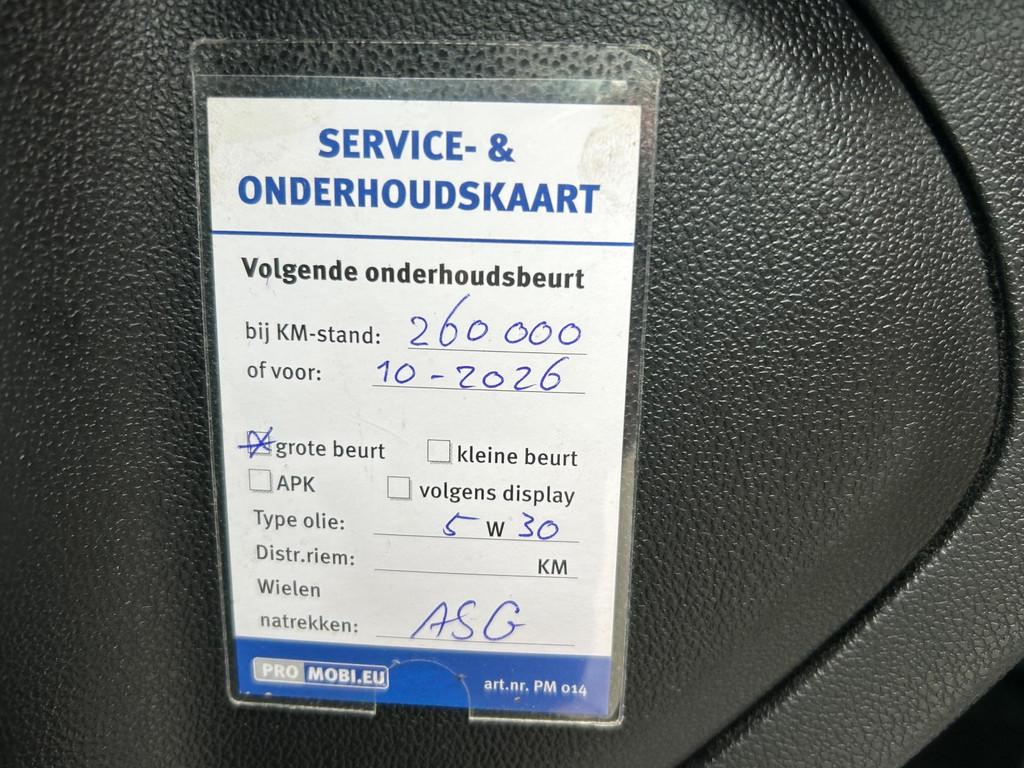 SERVICE- &
ONDERHOUDSKAART
Volgende onderhoudsbeurt
bij KM-stand: 260 000
of voor: 10 - 2026
grote beurt kleine beurt
APK volgens display
Type olie: 5 W 30
Distr.riem: KM
Wielen
natrekken: ASG
PRO MOBI.EU art.nr. PM 014